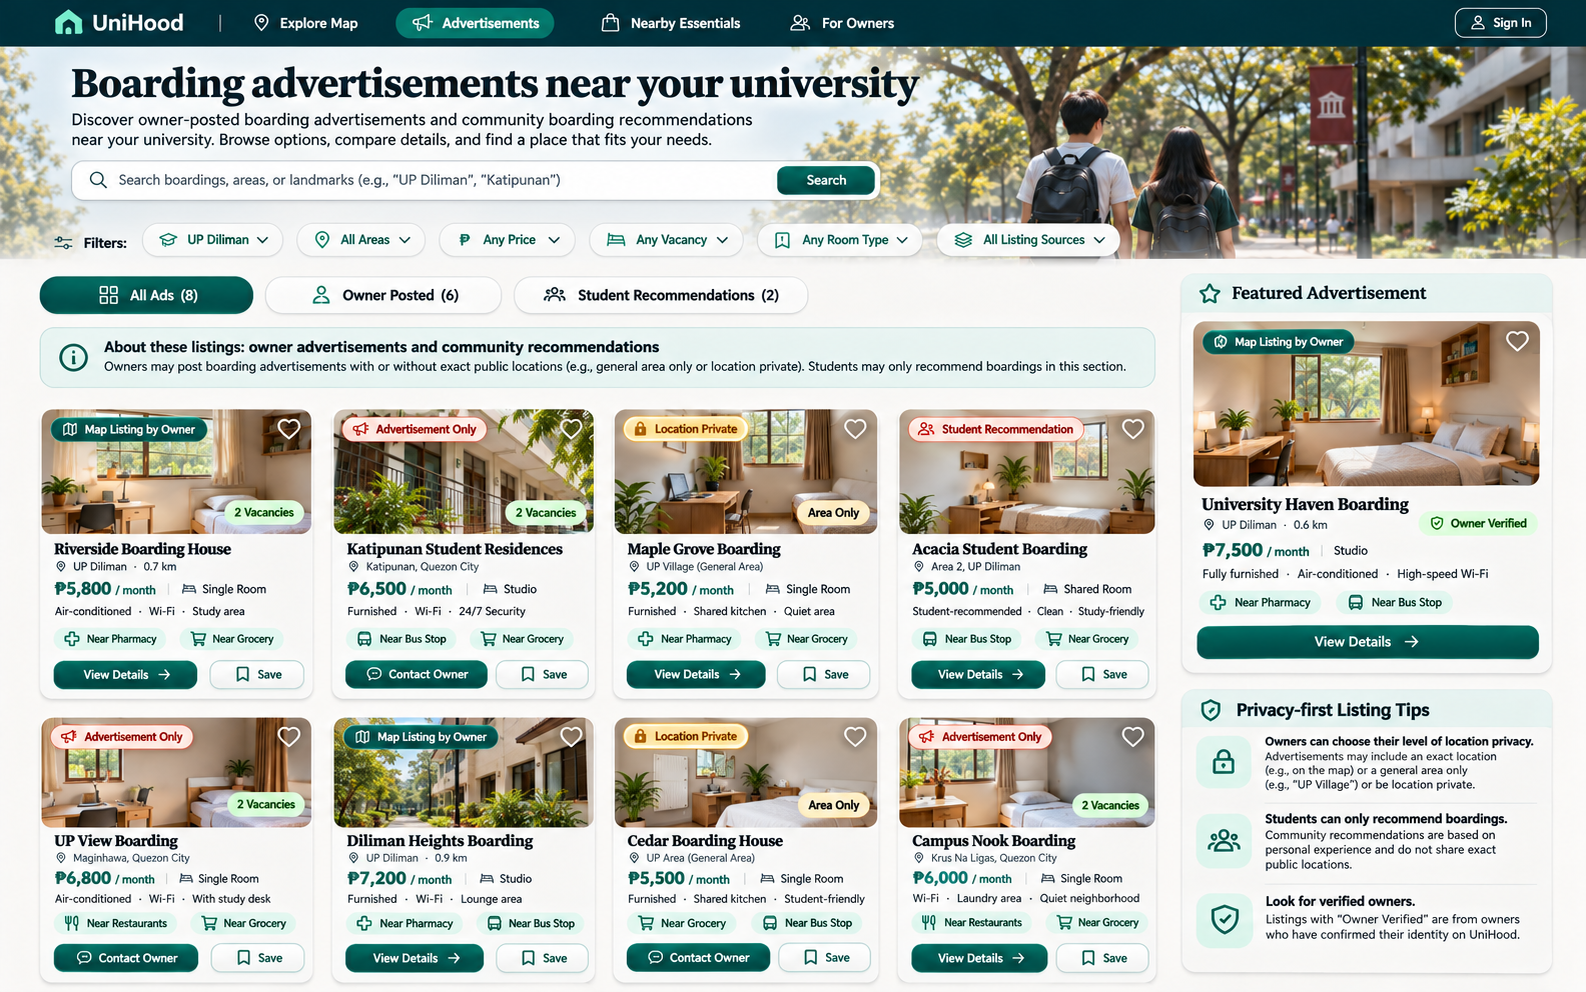 UniHood
Explore Map
Advertisements
Nearby Essentials
For Owners
Sign In
Boarding advertisements near your university
Discover owner-posted boarding advertisements and community boarding recommendations
near your university. Browse options, compare details, and find a place that fits your needs.
Search boardings, areas, or landmarks (e.g., “UP Diliman”, “Katipunan”)
Search
Filters:
UP Diliman
All Areas
₱ Any Price
Any Vacancy
Any Room Type
All Listing Sources
All Ads (8)
Owner Posted (6)
Student Recommendations (2)
About these listings: owner advertisements and community recommendations
Owners may post boarding advertisements with or without exact public locations (e.g., general area only or location private). Students may only recommend boardings in this section.
Map Listing by Owner
2 Vacancies
Riverside Boarding House
UP Diliman · 0.7 km
₱5,800 / month | Single Room
Air-conditioned · Wi-Fi · Study area
Near Pharmacy
Near Grocery
View Details →
Save
Advertisement Only
2 Vacancies
Katipunan Student Residences
Katipunan, Quezon City
₱6,500 / month | Studio
Furnished · Wi-Fi · 24/7 Security
Near Bus Stop
Near Grocery
Contact Owner
Save
Location Private
Area Only
Maple Grove Boarding
UP Village (General Area)
₱5,200 / month | Single Room
Furnished · Shared kitchen · Quiet area
Near Pharmacy
Near Grocery
View Details →
Save
Student Recommendation
Acacia Student Boarding
Area 2, UP Diliman
₱5,000 / month | Shared Room
Student-recommended · Clean · Study-friendly
Near Bus Stop
Near Grocery
View Details →
Save
Advertisement Only
2 Vacancies
UP View Boarding
Maginhawa, Quezon City
₱6,800 / month | Single Room
Air-conditioned · Wi-Fi · With study desk
Near Restaurants
Near Grocery
Contact Owner
Save
Map Listing by Owner
Diliman Heights Boarding
UP Diliman · 0.9 km
₱7,200 / month | Studio
Furnished · Wi-Fi · Lounge area
Near Pharmacy
Near Bus Stop
View Details →
Save
Location Private
Area Only
Cedar Boarding House
UP Area (General Area)
₱5,500 / month | Single Room
Furnished · Shared kitchen · Student-friendly
Near Grocery
Near Bus Stop
Contact Owner
Save
Advertisement Only
2 Vacancies
Campus Nook Boarding
Krus Na Ligas, Quezon City
₱6,000 / month | Single Room
Wi-Fi · Laundry area · Quiet neighborhood
Near Restaurants
Near Grocery
View Details →
Save
Featured Advertisement
Map Listing by Owner
University Haven Boarding
UP Diliman · 0.6 km
Owner Verified
₱7,500 / month | Studio
Fully furnished · Air-conditioned · High-speed Wi-Fi
Near Pharmacy
Near Bus Stop
View Details →
Privacy-first Listing Tips
Owners can choose their level of location privacy.
Advertisements may include an exact location
(e.g., on the map) or a general area only
(e.g., “UP Village”) or be location private.
Students can only recommend boardings.
Community recommendations are based on
personal experience and do not share exact
public locations.
Look for verified owners.
Listings with “Owner Verified” are from owners
who have confirmed their identity on UniHood.